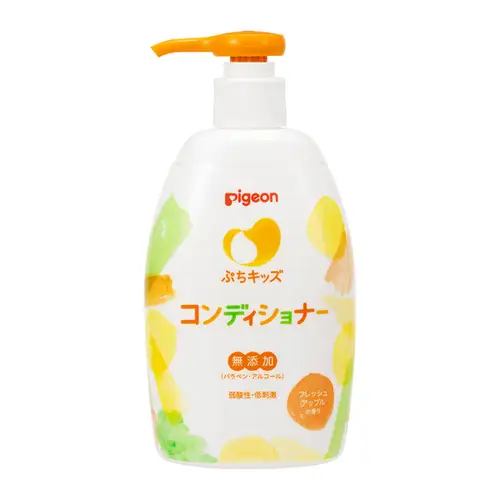 Pigeon
ぷちキッズ
コンディショナー
無添加
(パラベン・アルコール)
弱酸性・低刺激
フレッシュ
アップル
の香り